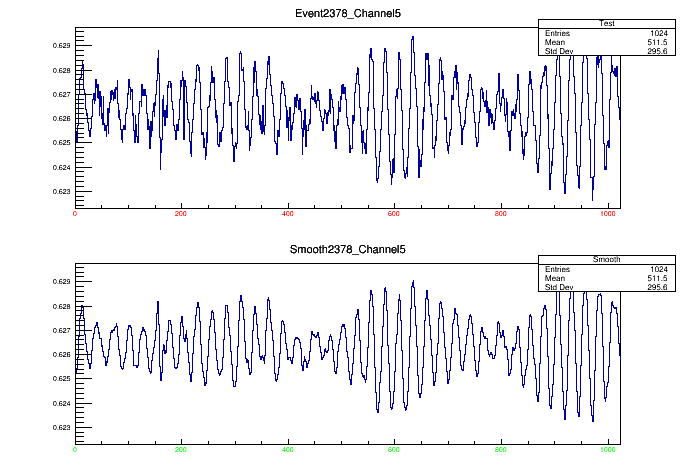 Event2378_Channel5
Test
Entries 1024
Mean 511.5
Std Dev 295.6
0.629
0.628
0.627
0.626
0.625
0.624
0.623
0 200 400 600 800 1000
Smooth2378_Channel5
Smooth
Entries 1024
Mean 511.5
Std Dev 295.6
0.629
0.628
0.627
0.626
0.625
0.624
0.623
0 200 400 600 800 1000